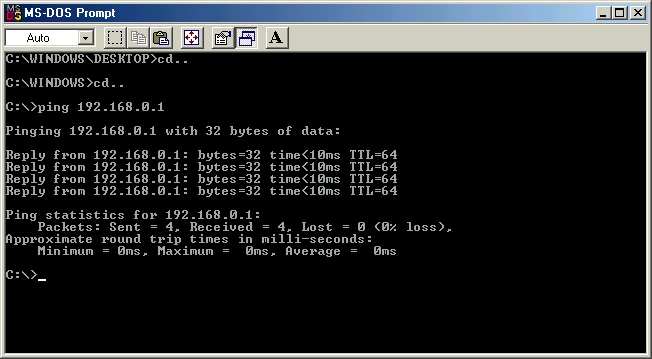 MS-DOS Prompt
Auto
A
C:\WINDOWS\DESKTOP>cd..
C:\WINDOWS>cd..
C:\>ping 192.168.0.1
Pinging 192.168.0.1 with 32 bytes of data:
Reply from 192.168.0.1: bytes=32 time<10ms TTL=64
Reply from 192.168.0.1: bytes=32 time<10ms TTL=64
Reply from 192.168.0.1: bytes=32 time<10ms TTL=64
Reply from 192.168.0.1: bytes=32 time<10ms TTL=64
Ping statistics for 192.168.0.1:
    Packets: Sent = 4, Received = 4, Lost = 0 (0% loss),
Approximate round trip times in milli-seconds:
    Minimum = 0ms, Maximum =  0ms, Average =  0ms
C:\>_